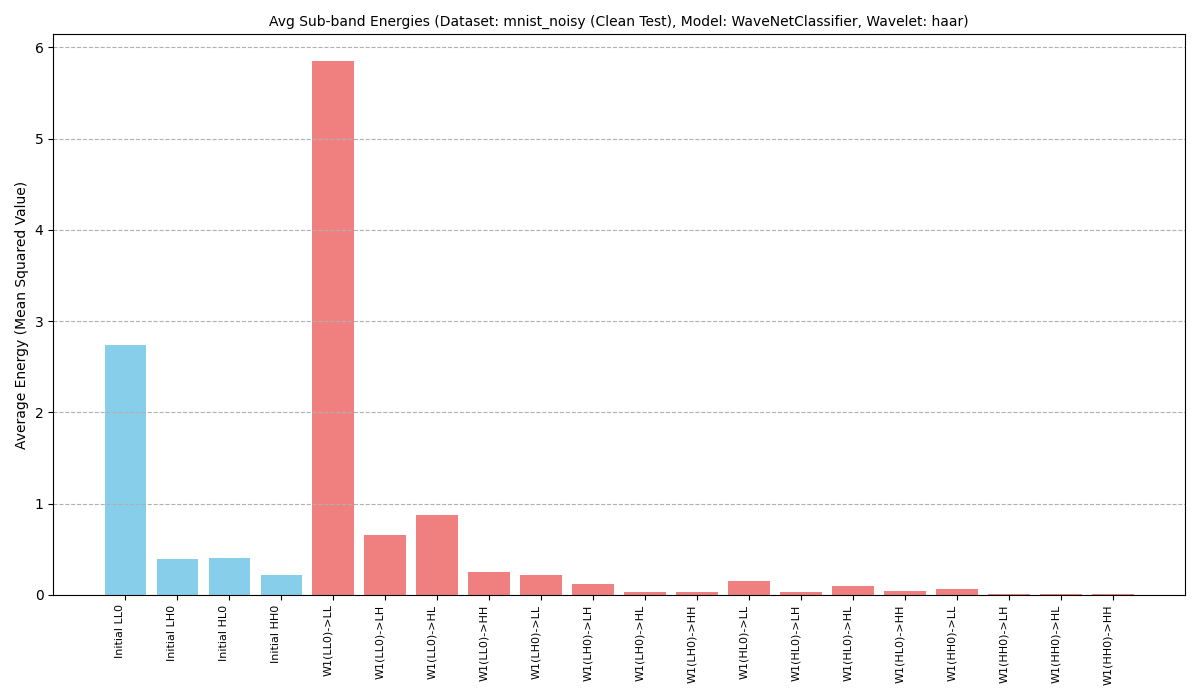 Avg Sub-band Energies (Dataset: mnist_noisy (Clean Test), Model: WaveNetClassifier, Wavelet: haar)
Average Energy (Mean Squared Value)
6
5
4
3
2
1
0
Initial LL0
Initial LH0
Initial HL0
Initial HH0
W1(LL0)->LL
W1(LL0)->LH
W1(LL0)->HL
W1(LL0)->HH
W1(LH0)->LL
W1(LH0)->LH
W1(LH0)->HL
W1(LH0)->HH
W1(HL0)->LL
W1(HL0)->LH
W1(HL0)->HL
W1(HL0)->HH
W1(HH0)->LL
W1(HH0)->LH
W1(HH0)->HL
W1(HH0)->HH